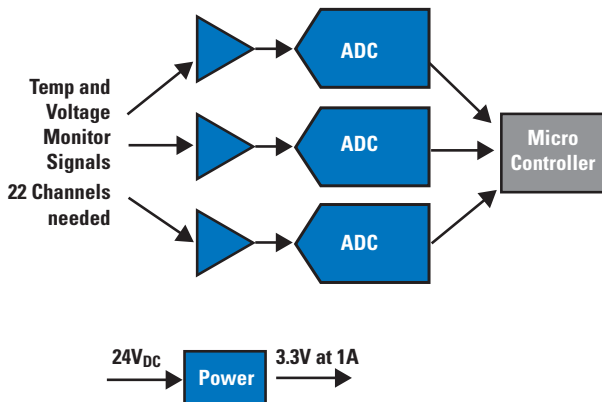 ADC
Temp and
Voltage
Monitor
Signals
22 Channels
needed
ADC
Micro
Controller
ADC
24VDC
Power
3.3V at 1A